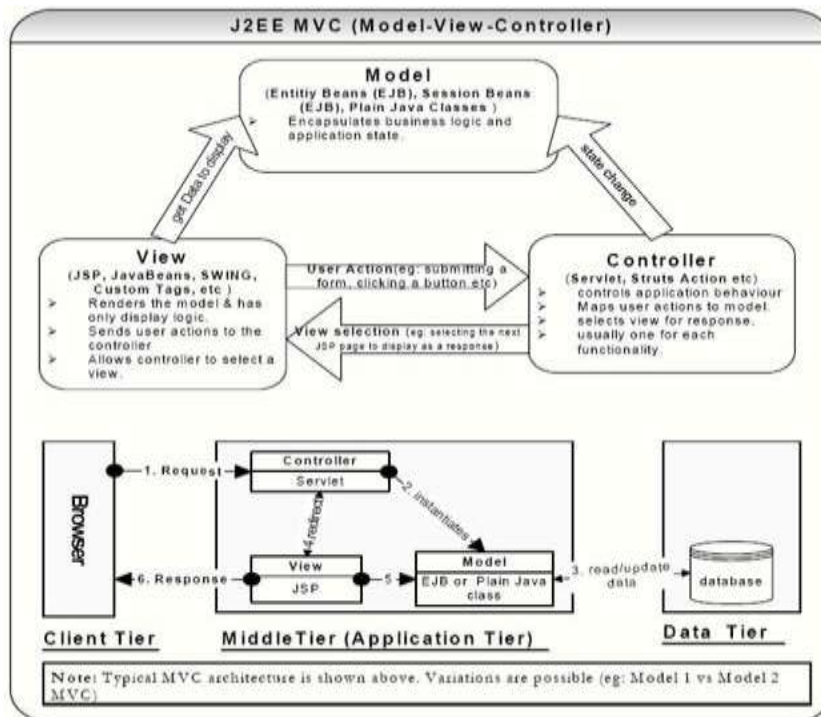 J2EE MVC (Model-View-Controller)
Model
(Entitiy Beans (EJB), Session Beans
(EJB), Plain Java Classes )
Encapsulates business logic and
application state.
get Data to display
state change
View
(JSP, JavaBeans, SWING,
Custom Tags, etc )
Renders the model & has
only display logic.
Sends user actions to the
controller
Allows controller to select a
view.
User Action(eg: submitting a
form, clicking a button etc)
View selection (eg: selecting the next
JSP page to display as a response)
Controller
(Servlet, Struts Action etc)
controls application behaviour
Maps user actions to model.
selects view for response.
usually one for each
functionality.
Browser
1. Request
Controller
Servlet
2. instantiates
4.redirect
View
JSP
5
Model
EJB or Plain Java
class
3. read/update
data
database
6. Response
Client Tier
MiddleTier (Application Tier)
Data Tier
Note: Typical MVC architecture is shown above. Variations are possible (eg: Model 1 vs Model 2
MVC)